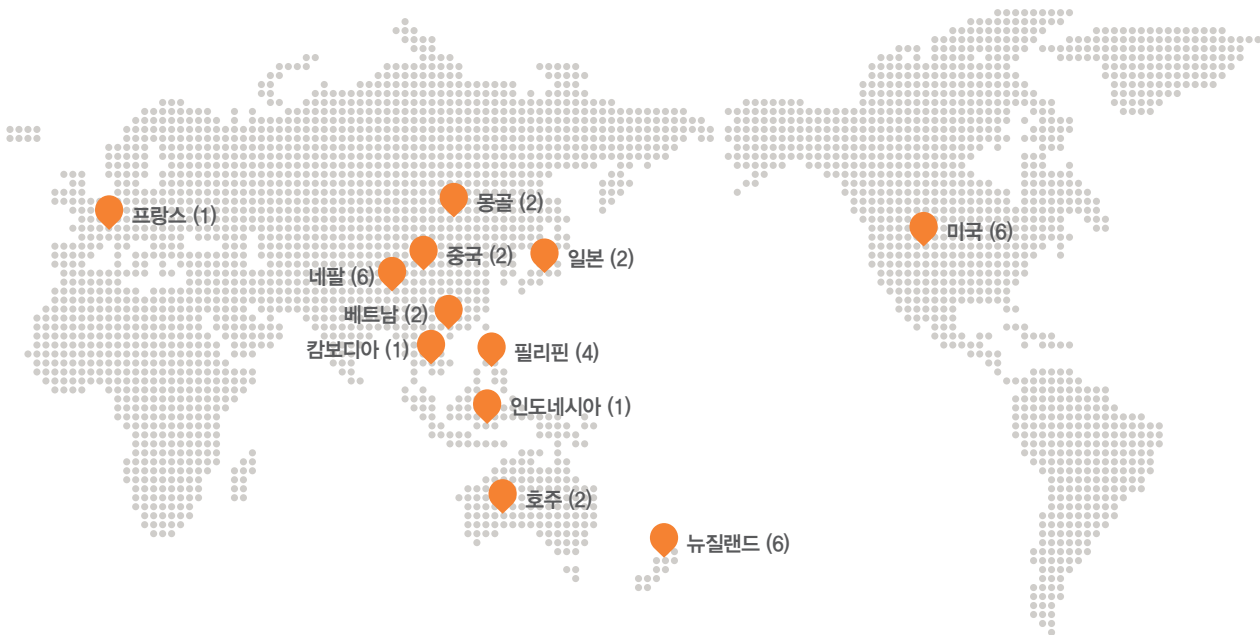 몽골 (2)
프랑스 (1)
미국 (6)
중국 (2)
일본 (2)
네팔 (6)
베트남 (2)
캄보디아 (1)
필리핀 (4)
인도네시아 (1)
호주 (2)
뉴질랜드 (6)